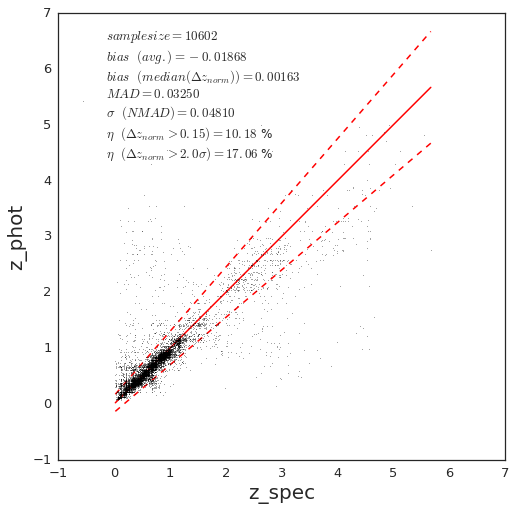 7
6
5
4
3
2
1
0
−1
z_phot
samplesize = 10602
bias (avg.) = −0.01868
bias (median(Δz_norm)) = 0.00163
MAD = 0.03250
σ (NMAD) = 0.04810
η (Δz_norm > 0.15) = 10.18 %
η (Δz_norm > 2.0σ) = 17.06 %
−1 0 1 2 3 4 5 6 7
z_spec